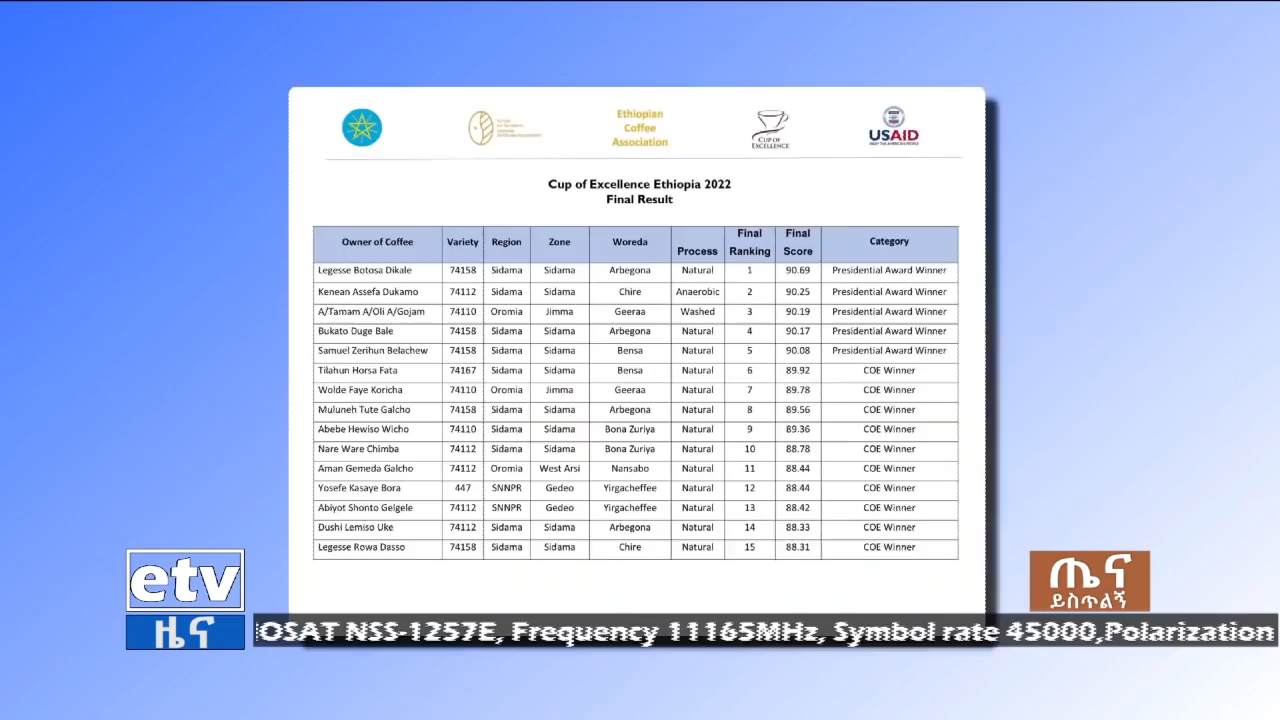 Ethiopian
Coffee
Association
CUP OF
EXCELLENCE
USAID
FROM THE AMERICAN PEOPLE
Cup of Excellence Ethiopia 2022
Final Result
Owner of Coffee Variety Region Zone Woreda Process Final Ranking Final Score Category
Legesse Botosa Dikale 74158 Sidama Sidama Arbegona Natural 1 90.69 Presidential Award Winner
Kenean Assefa Dukamo 74112 Sidama Sidama Chire Anaerobic 2 90.25 Presidential Award Winner
A/Tamam A/Oli A/Gojam 74110 Oromia Jimma Geeraa Washed 3 90.19 Presidential Award Winner
Bukato Duge Bale 74158 Sidama Sidama Arbegona Natural 4 90.17 Presidential Award Winner
Samuel Zerihun Belachew 74158 Sidama Sidama Bensa Natural 5 90.08 Presidential Award Winner
Tilahun Horsa Fata 74167 Sidama Sidama Bensa Natural 6 89.92 COE Winner
Wolde Faye Koricha 74110 Oromia Jimma Geeraa Natural 7 89.78 COE Winner
Muluneh Tute Galcho 74158 Sidama Sidama Arbegona Natural 8 89.56 COE Winner
Abebe Hewiso Wicho 74110 Sidama Sidama Bona Zuriya Natural 9 89.36 COE Winner
Nare Ware Chimba 74112 Sidama Sidama Bona Zuriya Natural 10 88.78 COE Winner
Aman Gemeda Galcho 74112 Oromia West Arsi Nansabo Natural 11 88.44 COE Winner
Yosefe Kasaye Bora 447 SNNPR Gedeo Yirgacheffee Natural 12 88.44 COE Winner
Abiyot Shonto Gelgele 74112 SNNPR Gedeo Yirgacheffee Natural 13 88.42 COE Winner
Dushi Lemiso Uke 74112 Sidama Sidama Arbegona Natural 14 88.33 COE Winner
Legesse Rowa Dasso 74158 Sidama Sidama Chire Natural 15 88.31 COE Winner
etv
ዜና
ጤና
ይስጥልኝ
OSAT NSS-1257E, Frequency 11165MHz, Symbol rate 45000,Polarization